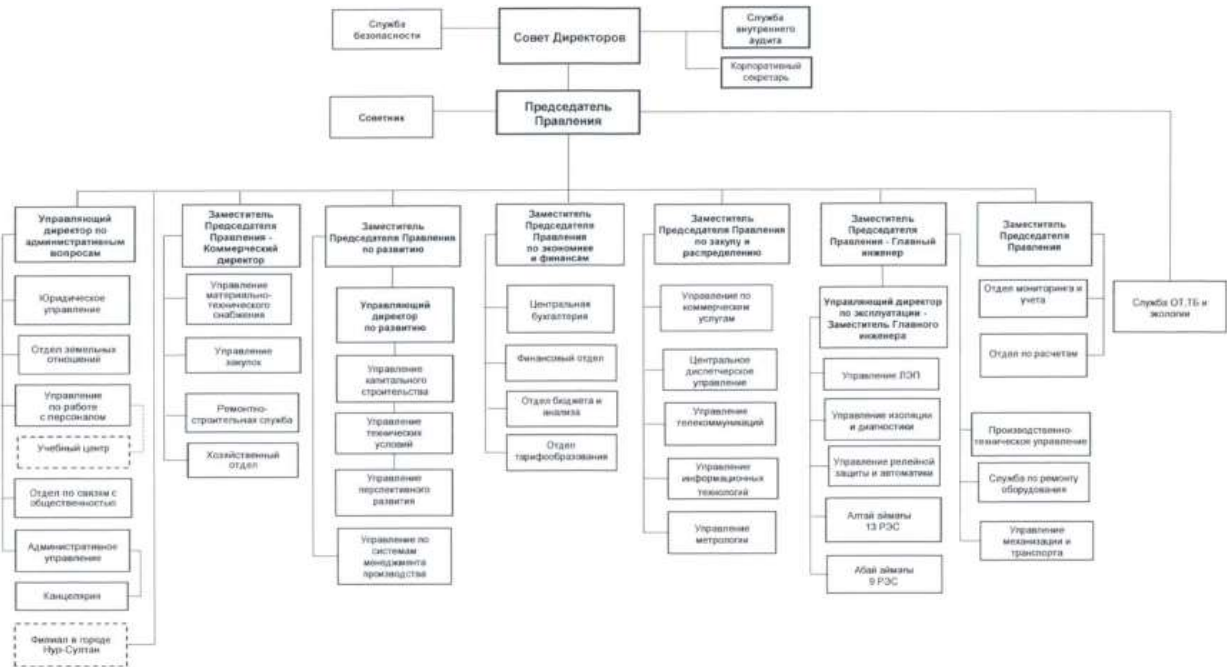 Служба
безопасности
Совет Директоров
Служба
внутреннего
аудита
Корпоративный
секретарь
Советник
Председатель
Правления
Управляющий
директор по
административным
вопросам
Юридическое
управление
Отдел земельных
отношений
Управление
по работе
с персоналом
Учебный центр
Отдел по связям с
общественностью
Административное
управление
Канцелярия
Филиал в городе
Нур-Султан
Заместитель
Председателя
Правления -
Коммерческий
директор
Управление
материально-
технического
снабжения
Управление
закупок
Ремонтно-
строительная служба
Хозяйственный
отдел
Заместитель
Председателя Правления
по развитию
Управляющий
директор
по развитию
Управление
капитального
строительства
Управление
технических
условий
Управление
перспективного
развития
Управление по
системам
менеджмента
производства
Заместитель
Председателя
Правления
по экономике
и финансам
Центральная
бухгалтерия
Финансовый отдел
Отдел бюджета и
анализа
Отдел
тарифообразования
Заместитель
Председателя Правления
по закупу и
распределению
Управление по
коммерческим
услугам
Центральное
диспетчерское
управление
Управление
телекоммуникаций
Управление
информационных
технологий
Управление
метрологии
Заместитель
Председателя
Правления - Главный
инженер
Управляющий директор
по эксплуатации -
Заместитель Главного
инженера
Управление ЛЭП
Управление изоляции
и диагностики
Управление релейной
защиты и автоматики
Алтай аймағы
13 РЭС
Абай аймағы
9 РЭС
Заместитель
Председателя
Правления
Отдел мониторинга и
учета
Отдел по расчетам
Производственно-
техническое управление
Служба по ремонту
оборудования
Управление
механизации и
транспорта
Служба ОТ,ТБ и
экологии